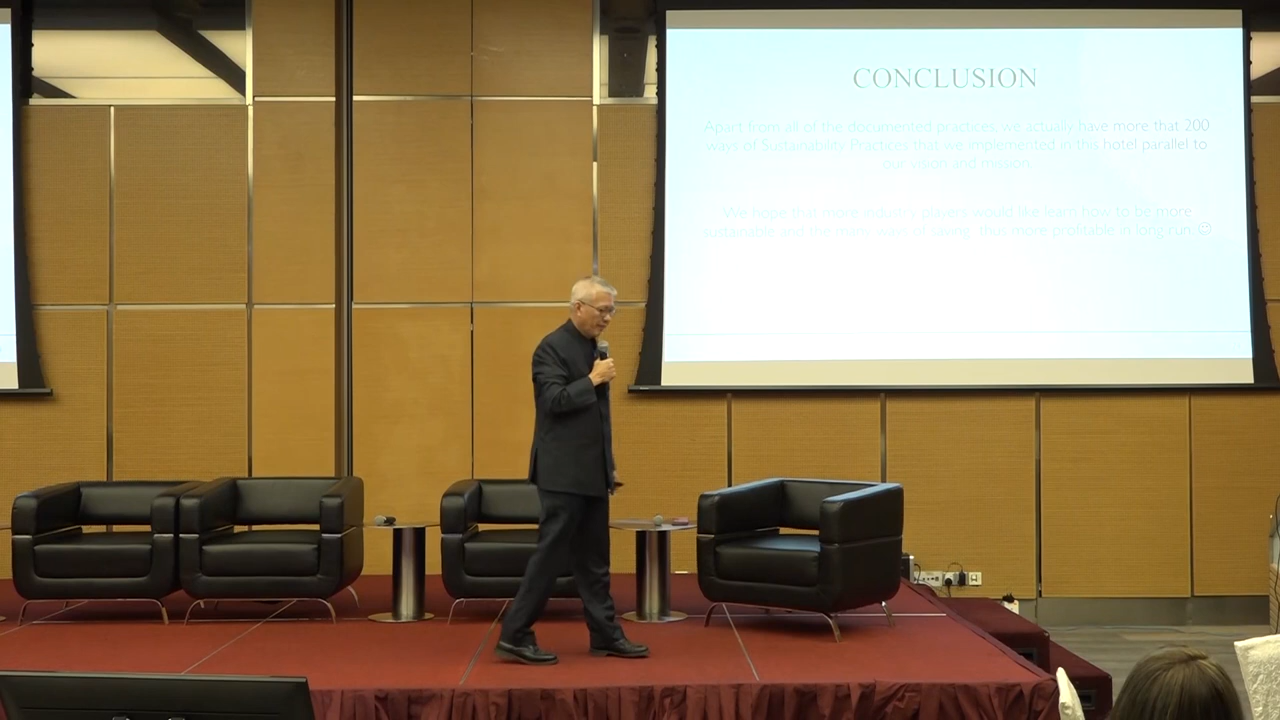 CONCLUSION
Apart from all of the documented practices, we actually have more that 200
ways of Sustainability Practices that we implemented in this hotel parallel to
our vision and mission.
We hope that more industry players would like learn how to be more
sustainable and the many ways of saving thus more profitable in long run. ☺